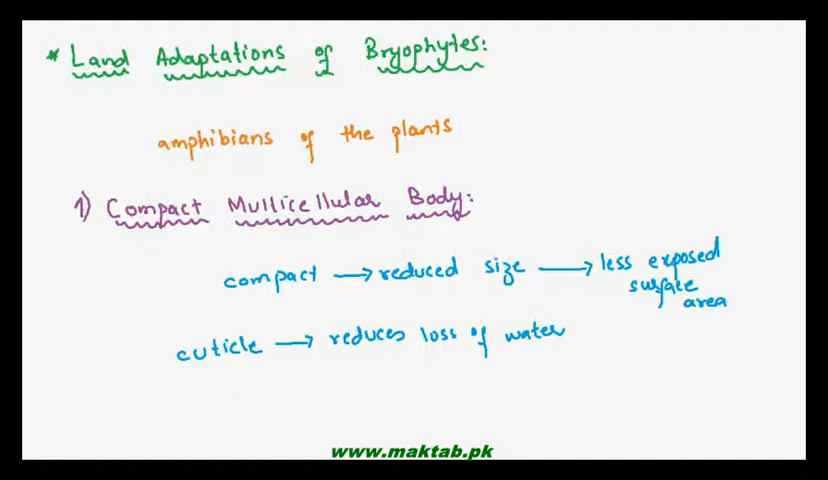 * Land Adaptations of Bryophytes:
amphibians of the plants
1) Compact Multicellular Body:
compact → reduced size → less exposed
surface
area
cuticle → reduces loss of water
www.maktab.pk